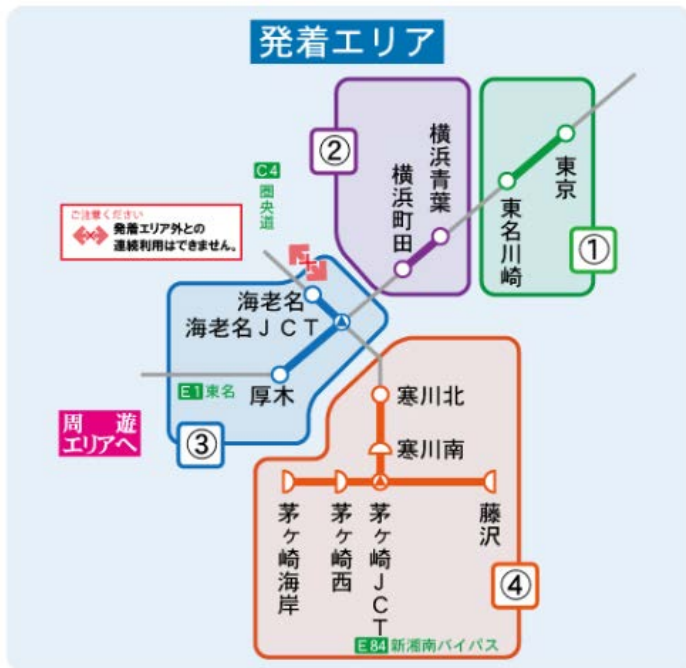 発着エリア
②
横浜青葉
横浜町田
東京
東名川崎
①
C4
圏央道
ご注意ください
発着エリア外との
連続利用はできません。
海老名
海老名JCT
E1 東名
厚木
周遊
エリアへ
③
寒川北
寒川南
茅ヶ崎海岸
茅ヶ崎西
茅ヶ崎JCT
藤沢
④
E84 新湘南バイパス